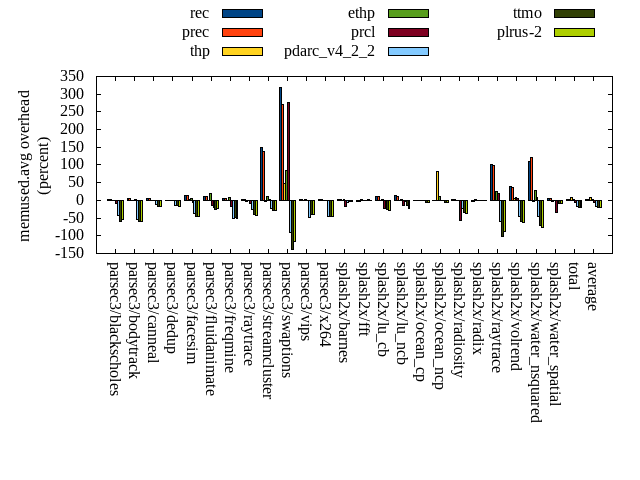 rec
prec
thp
ethp
prcl
pdarc_v4_2_2
ttmo
plrus-2
memused.avg overhead
(percent)
350
300
250
200
150
100
50
0
-50
-100
-150
parsec3/blackscholes
parsec3/bodytrack
parsec3/canneal
parsec3/dedup
parsec3/facesim
parsec3/fluidanimate
parsec3/freqmine
parsec3/raytrace
parsec3/streamcluster
parsec3/swaptions
parsec3/vips
parsec3/x264
splash2x/barnes
splash2x/fft
splash2x/lu_cb
splash2x/lu_ncb
splash2x/ocean_cp
splash2x/ocean_ncp
splash2x/radiosity
splash2x/radix
splash2x/raytrace
splash2x/volrend
splash2x/water_nsquared
splash2x/water_spatial
total
average